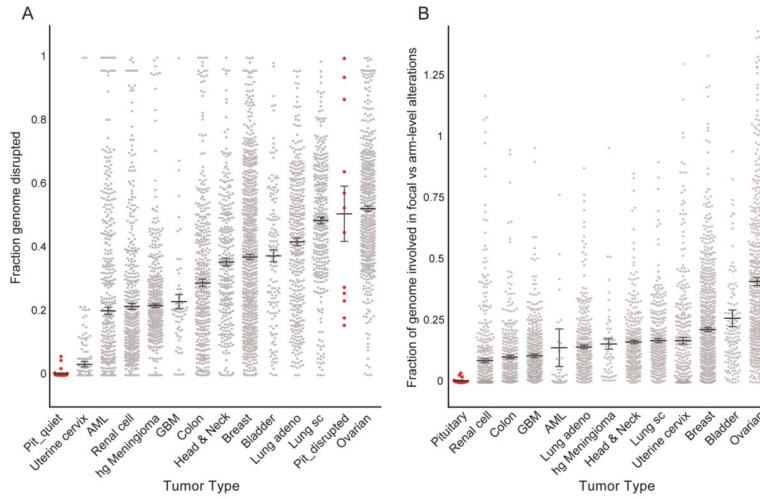 A
Fraction genome disrupted
1
0.8
0.6
0.4
0.2
0
Pit_quiet
Uterine cervix
AML
Renal cell
hg Meningioma
GBM
Colon
Head & Neck
Breast
Bladder
Lung adeno
Lung sc
Pit_disrupted
Ovarian
Tumor Type
B
Fraction of genome involved in focal vs arm-level alterations
1.25
1
0.75
0.5
0.25
0
Pituitary
Renal cell
Colon
GBM
AML
Lung adeno
hg Meningioma
Head & Neck
Lung sc
Uterine cervix
Breast
Bladder
Ovarian
Tumor Type